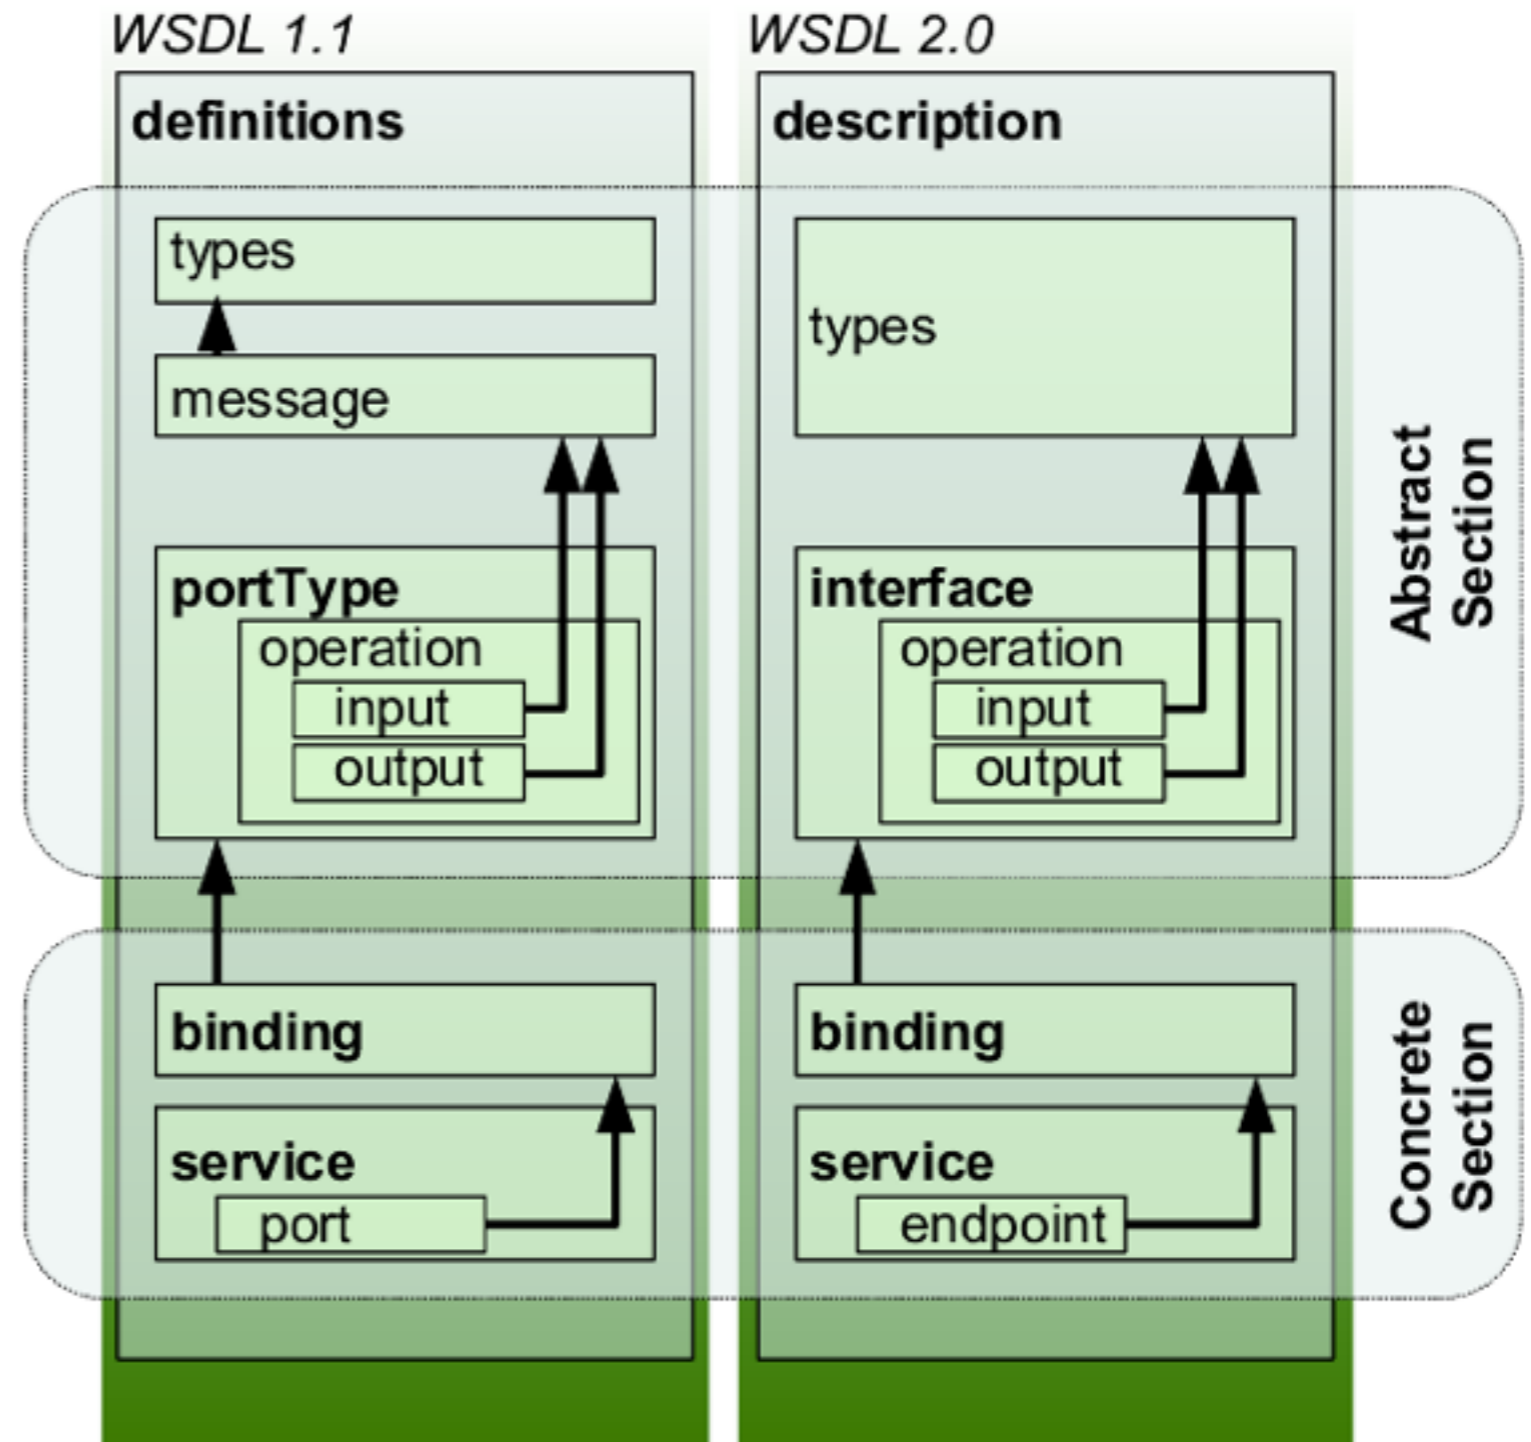 WSDL 1.1
definitions
types
message
portType
operation
input
output
binding
service
port
WSDL 2.0
description
types
interface
operation
input
output
binding
service
endpoint
Abstract
Section
Concrete
Section